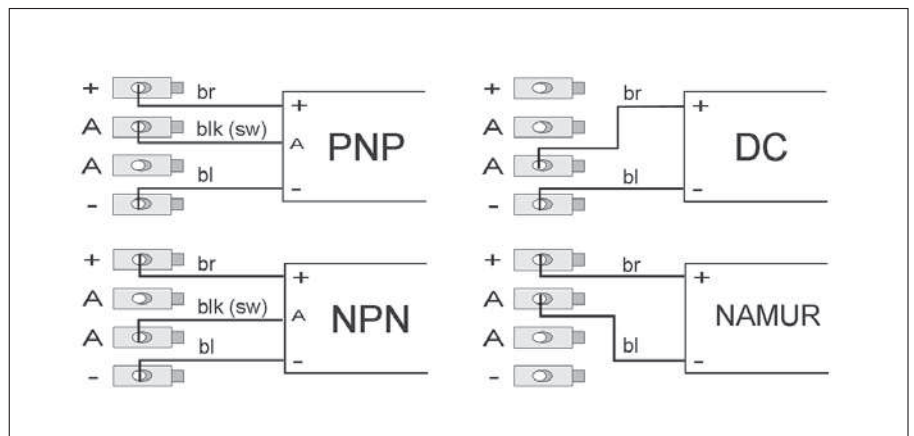 + br +
A blk (sw) A PNP
A bl
- -
+ br +
A
A DC
- bl -
+ br +
A blk (sw) A NPN
A bl
- -
+ br +
A NAMUR
A bl -
-